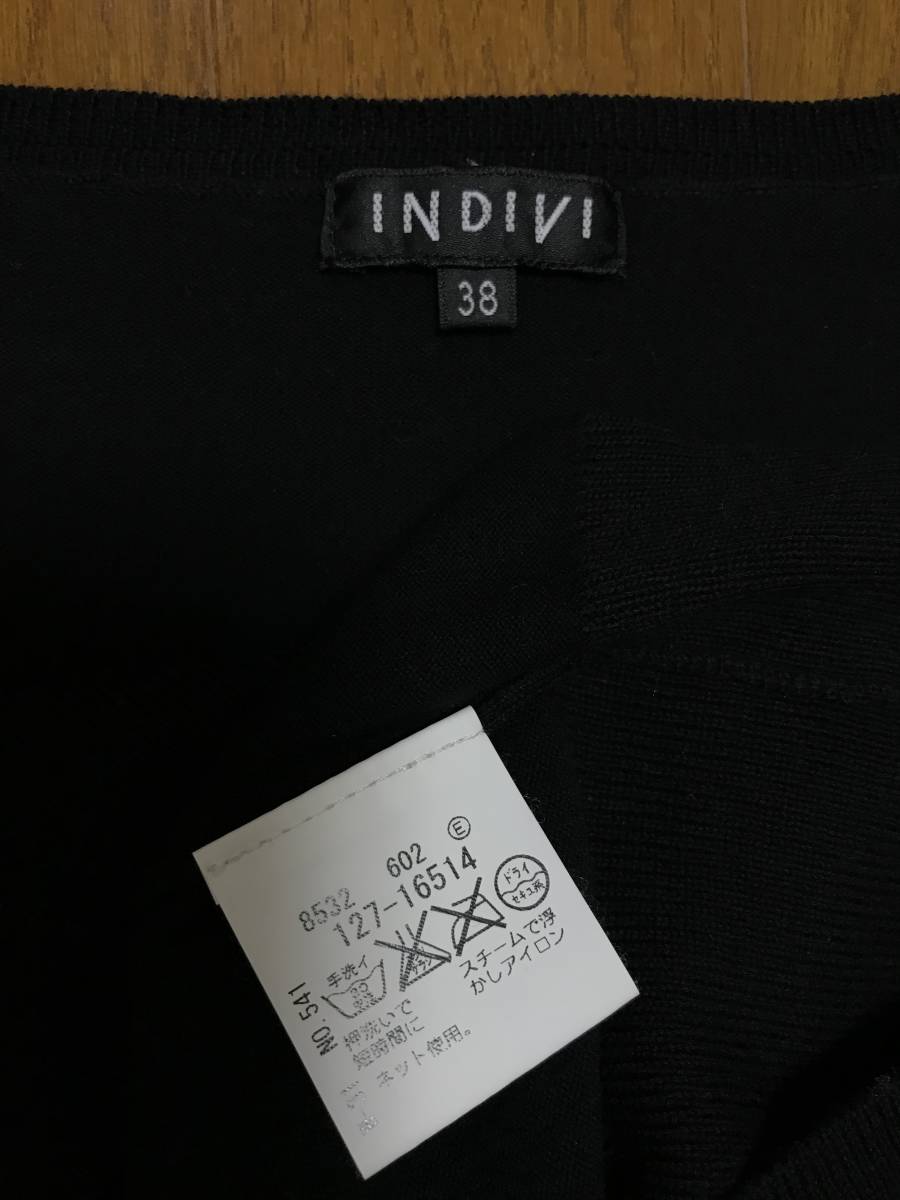 INDIVI
38
8532 602 Ⓔ
127-16514
手洗イ
ドライ
セキユ系
スチームで浮
かしアイロン
押洗いで
短時間に
ネット使用。
NO.541